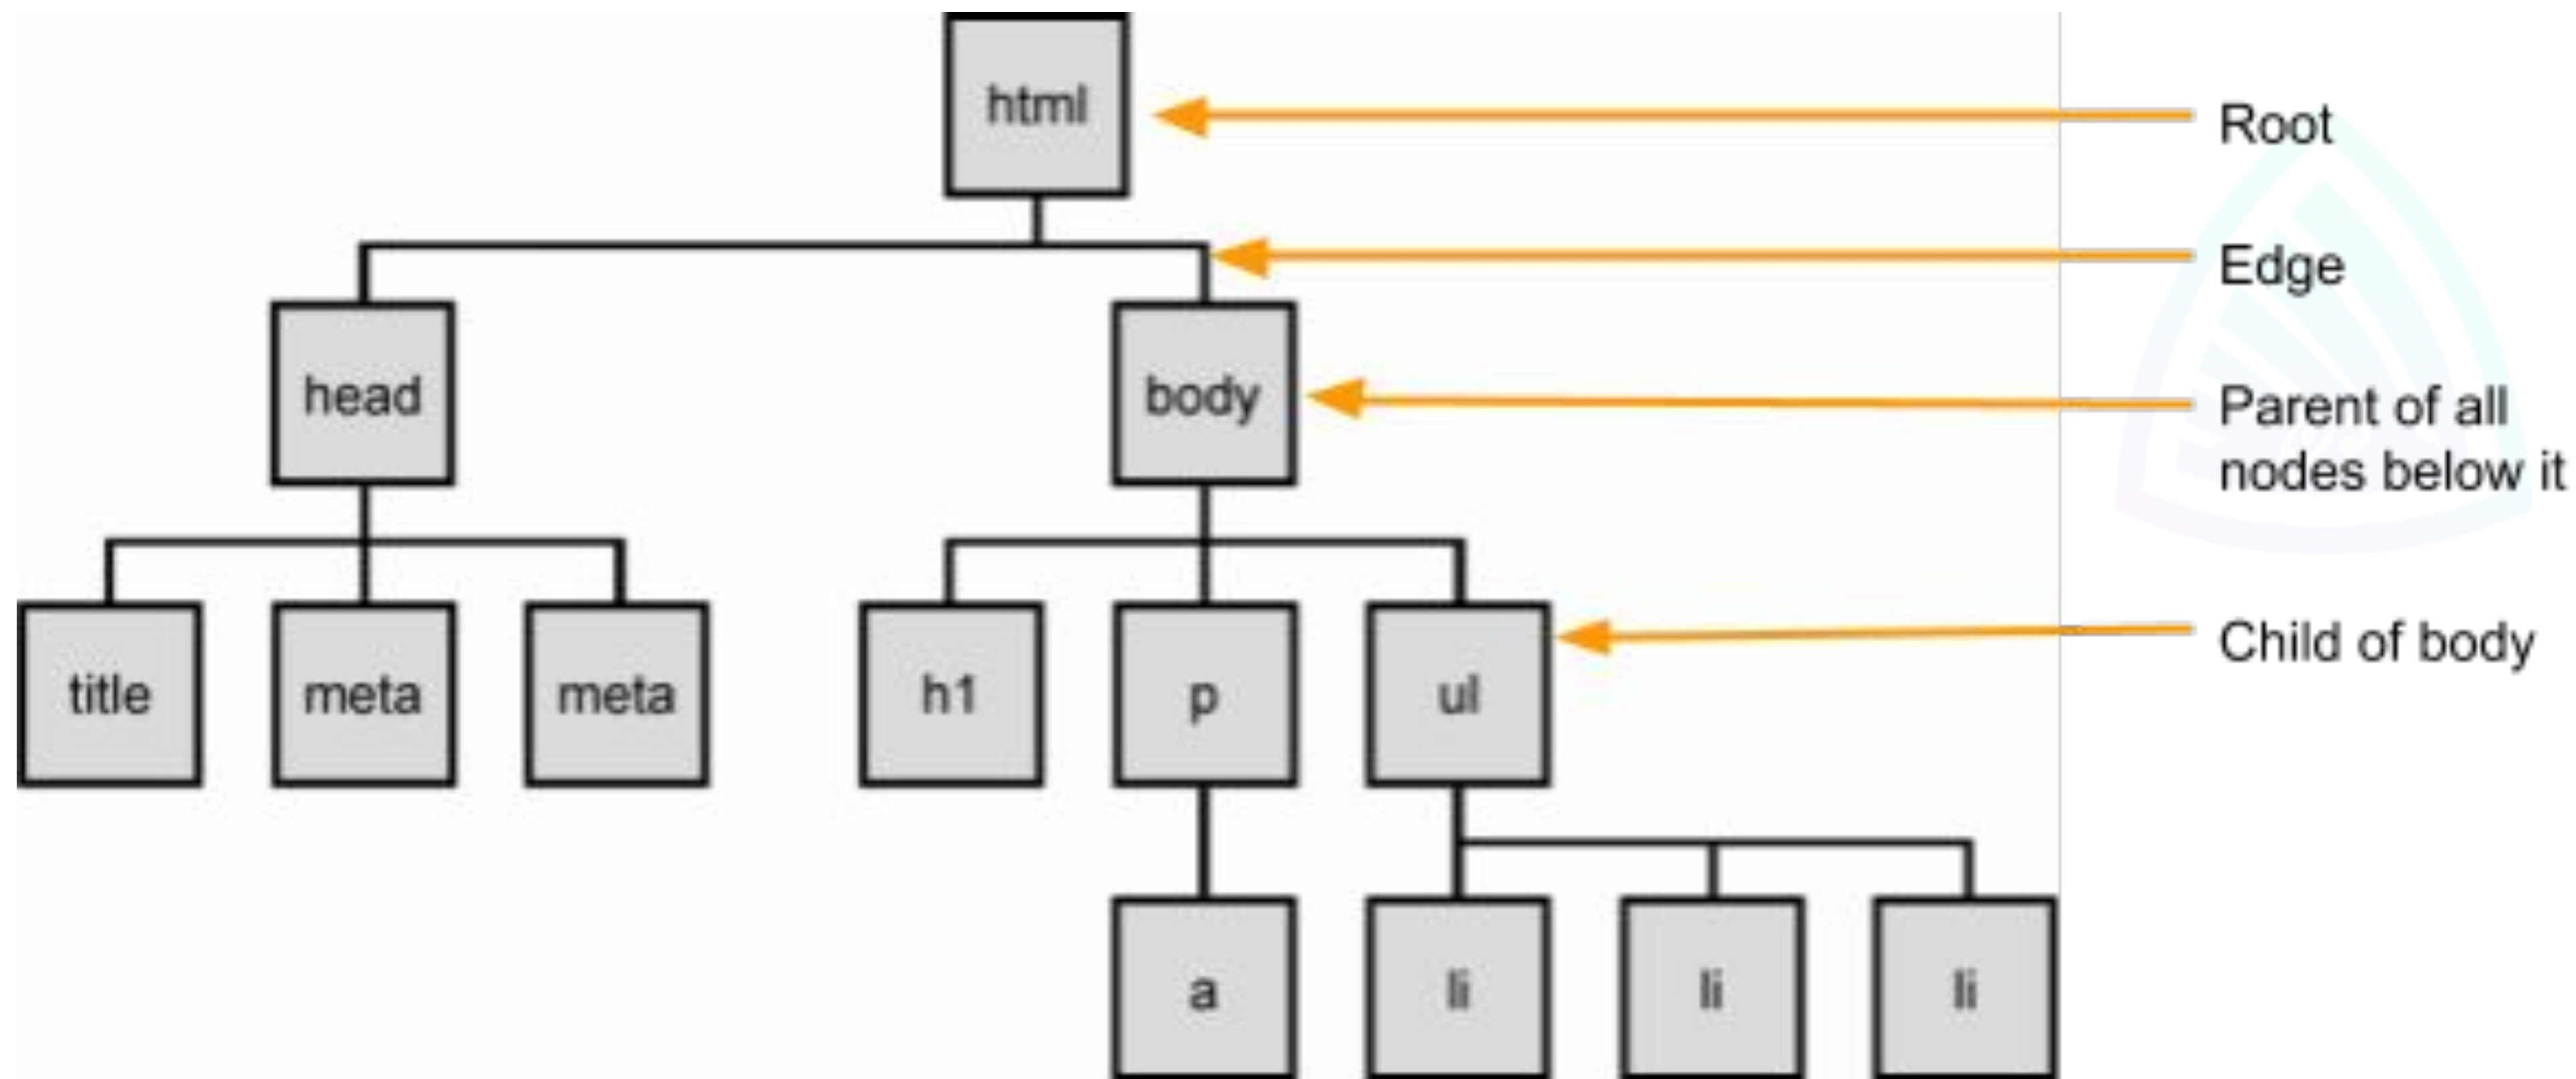 html
Root
Edge
head
body
Parent of all
nodes below it
Child of body
title
meta
meta
h1
p
ul
a
li
li
li